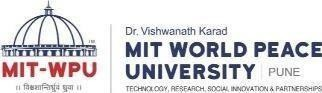 Dr. Vishwanath Karad
MIT WORLD PEACE
UNIVERSITY | PUNE
TECHNOLOGY, RESEARCH, SOCIAL INNOVATION & PARTNERSHIPS
MIT-WPU
॥ विश्वशान्तिर्ध्रुवं ध्रुवा ॥